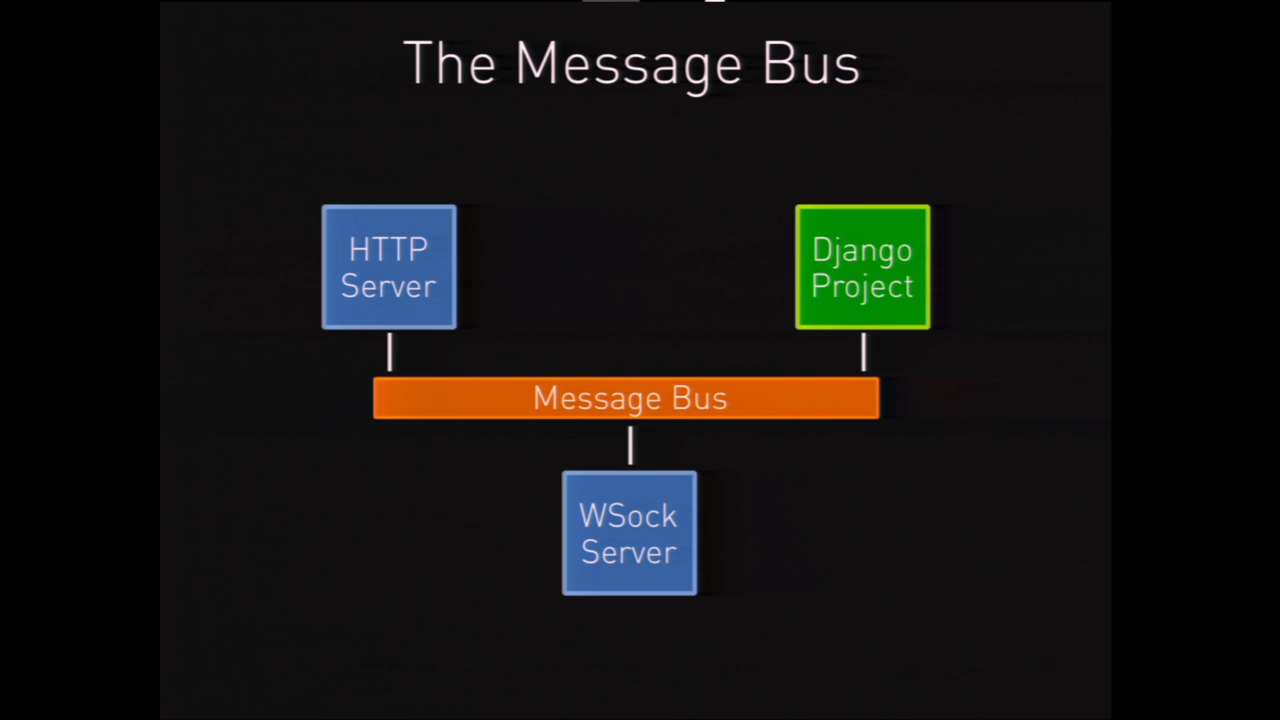 The Message Bus
HTTP
Server
Django
Project
Message Bus
WSock
Server